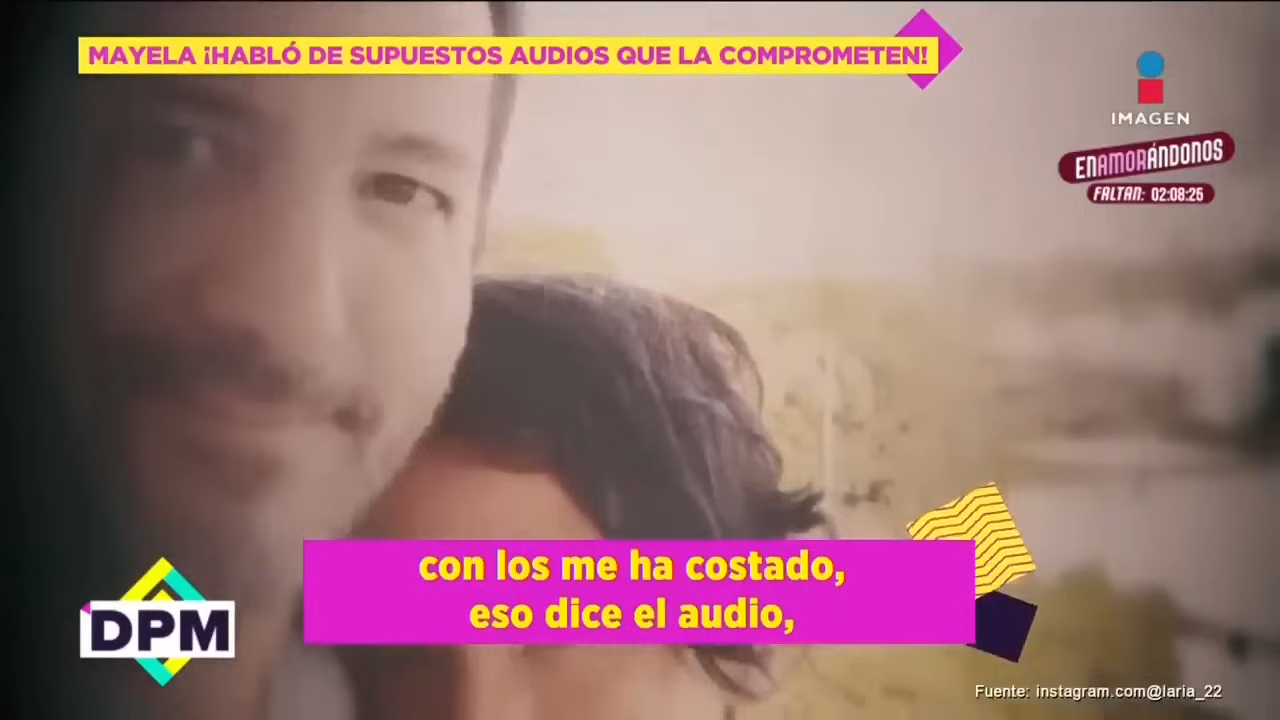 MAYELA ¡HABLÓ DE SUPUESTOS AUDIOS QUE LA COMPROMETEN!
IMAGEN
ENAMORÁNDONOS
FALTAN: 02:08:25
con los me ha costado,
eso dice el audio,
DPM
Fuente: instagram.com@laria_22